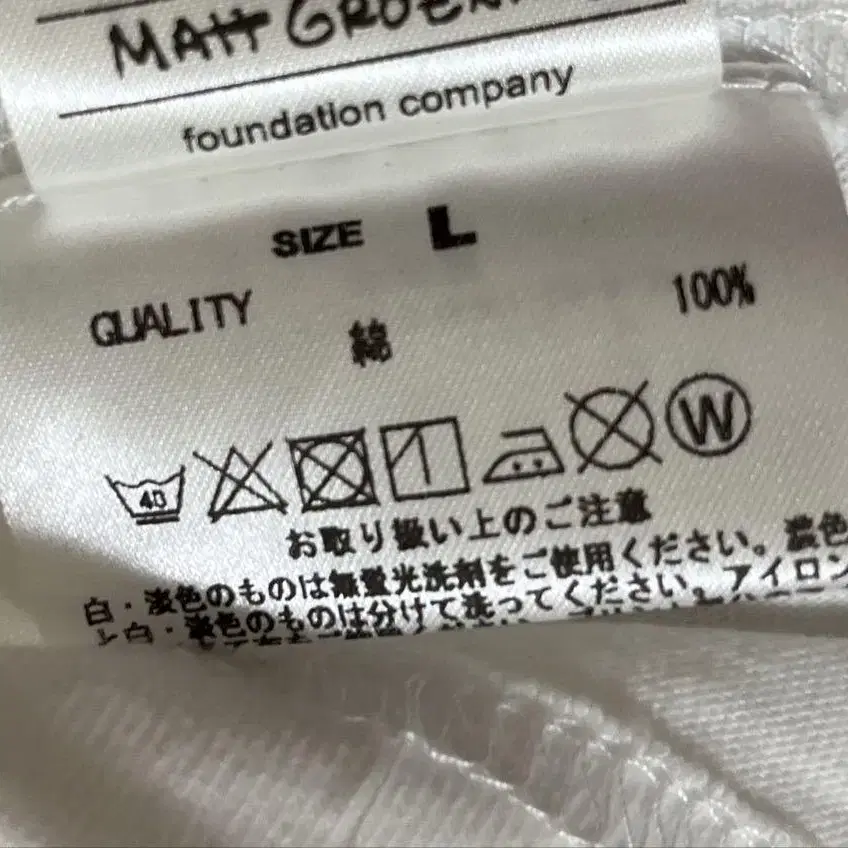 MATT
foundation company
SIZE L
QUALITY 綿 100%
40 W
お取り扱い上のご注意
白・淡色のものは無蛍光洗剤をご使用ください。濃色
と白・淡色のものは分けて洗ってください。アイロン